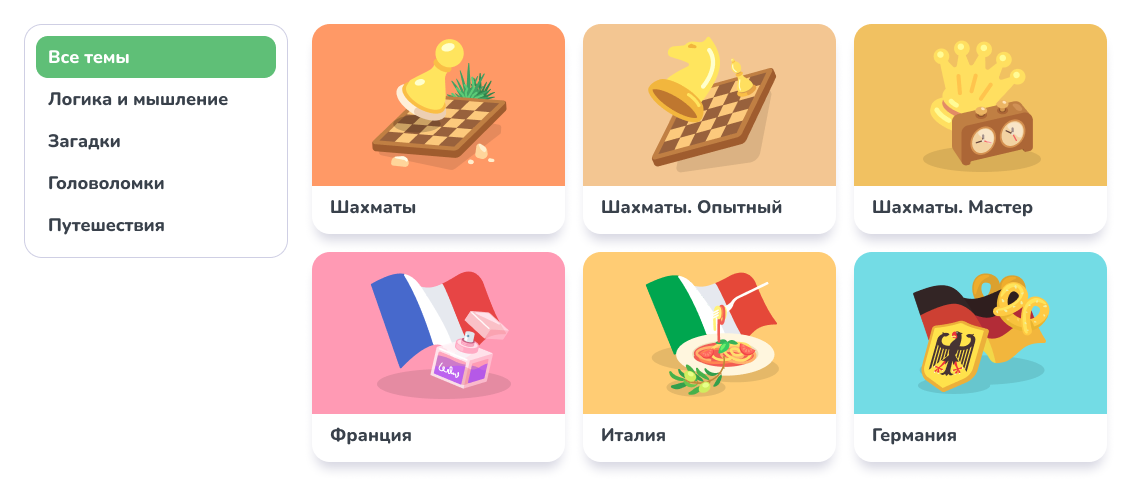 Все темы
Логика и мышление
Загадки
Головоломки
Путешествия
Шахматы
Шахматы. Опытный
Шахматы. Мастер
Франция
Италия
Германия